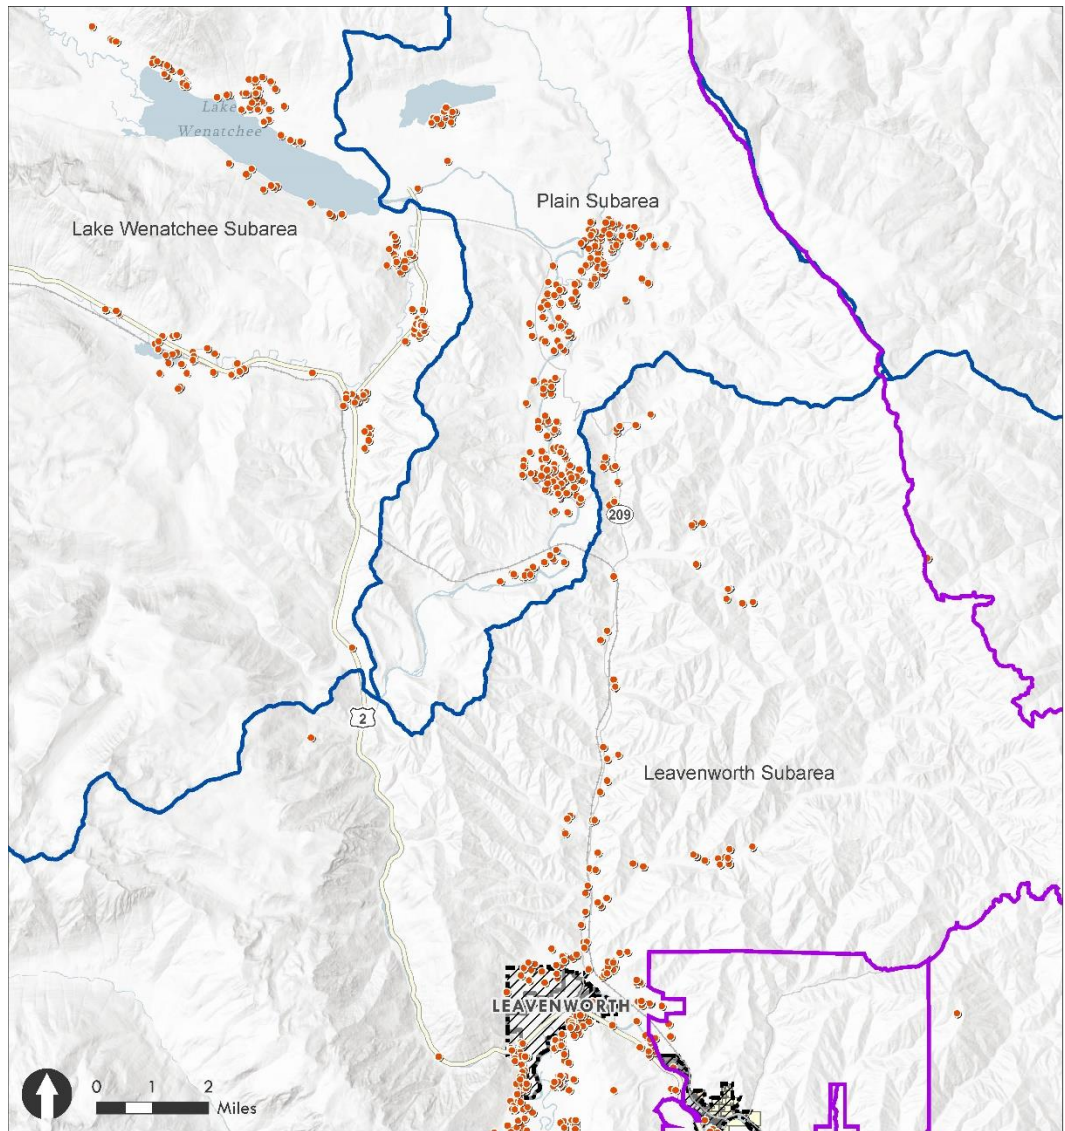 Lake
Wenatchee
Plain Subarea
Lake Wenatchee Subarea
209
2
Leavenworth Subarea
LEAVENWORTH
0 1 2
Miles